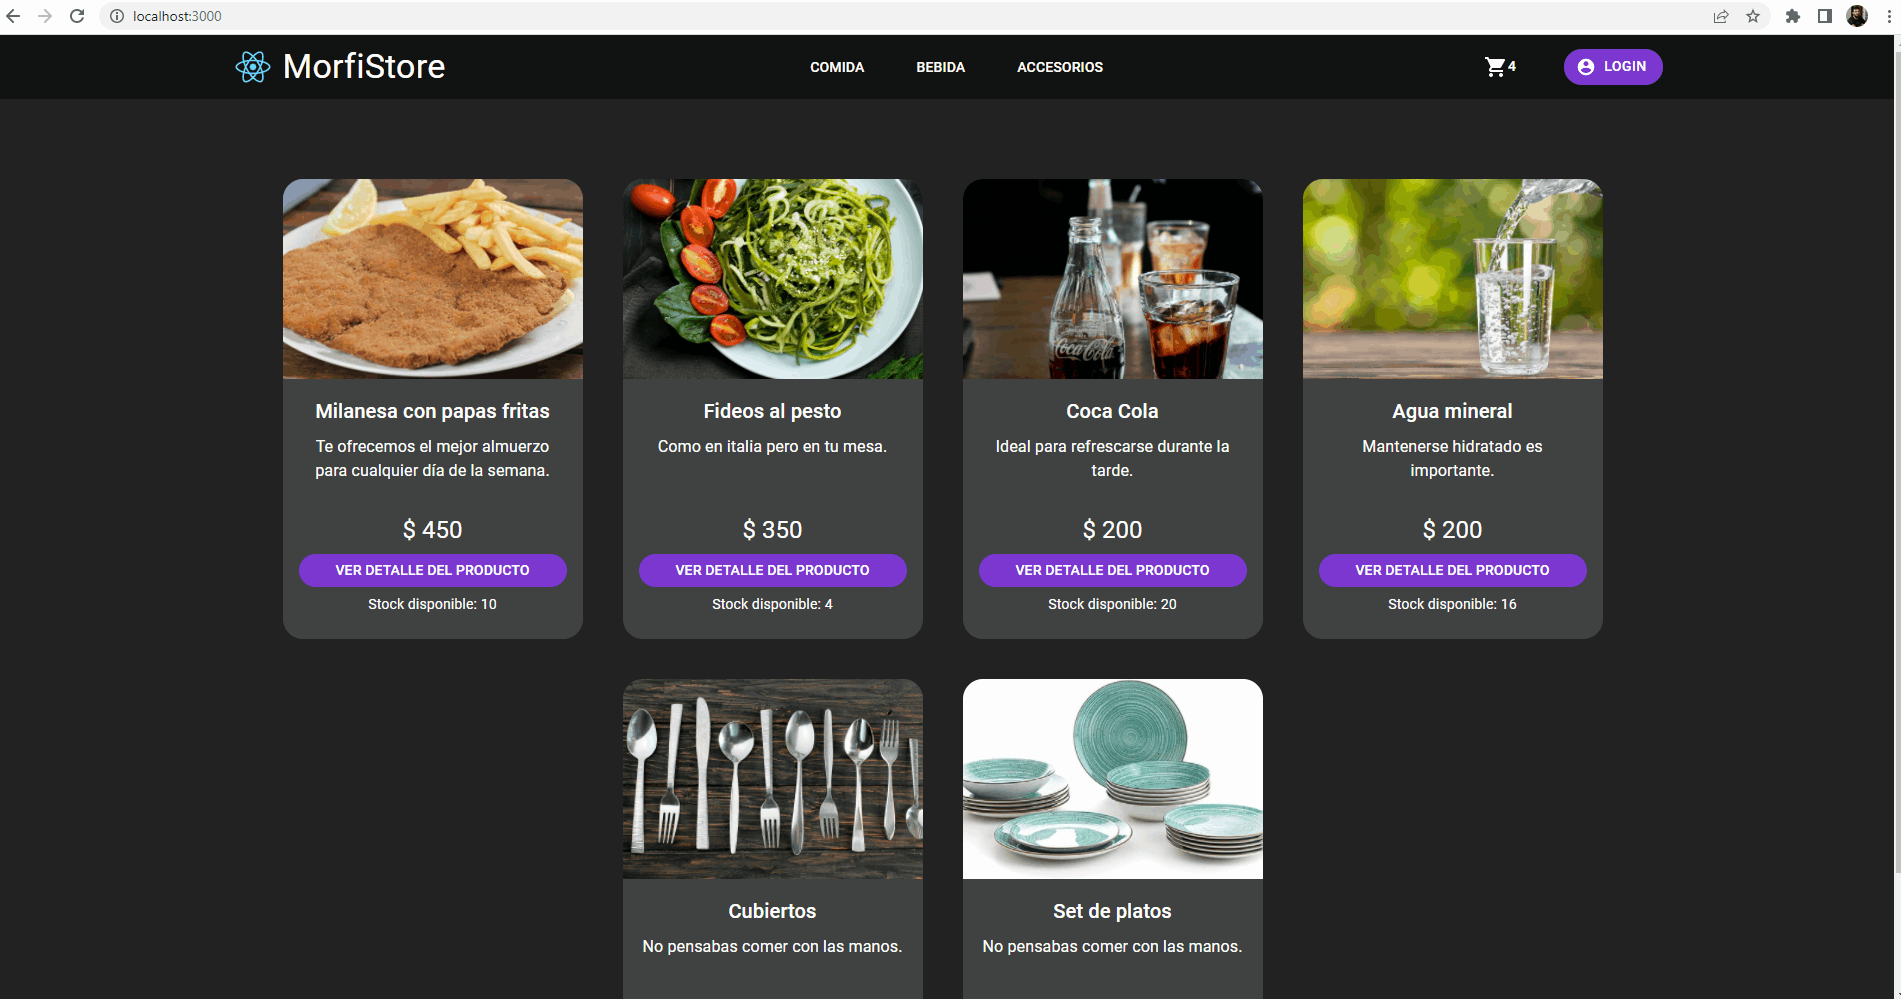 localhost:3000
MorfiStore
COMIDA
BEBIDA
ACCESORIOS
4
LOGIN
Coca Cola
Milanesa con papas fritas
Te ofrecemos el mejor almuerzo
para cualquier día de la semana.
$ 450
VER DETALLE DEL PRODUCTO
Stock disponible: 10
Fideos al pesto
Como en italia pero en tu mesa.
$ 350
VER DETALLE DEL PRODUCTO
Stock disponible: 4
Coca Cola
Ideal para refrescarse durante la
tarde.
$ 200
VER DETALLE DEL PRODUCTO
Stock disponible: 20
Agua mineral
Mantenerse hidratado es
importante.
$ 200
VER DETALLE DEL PRODUCTO
Stock disponible: 16
Cubiertos
No pensabas comer con las manos.
Set de platos
No pensabas comer con las manos.